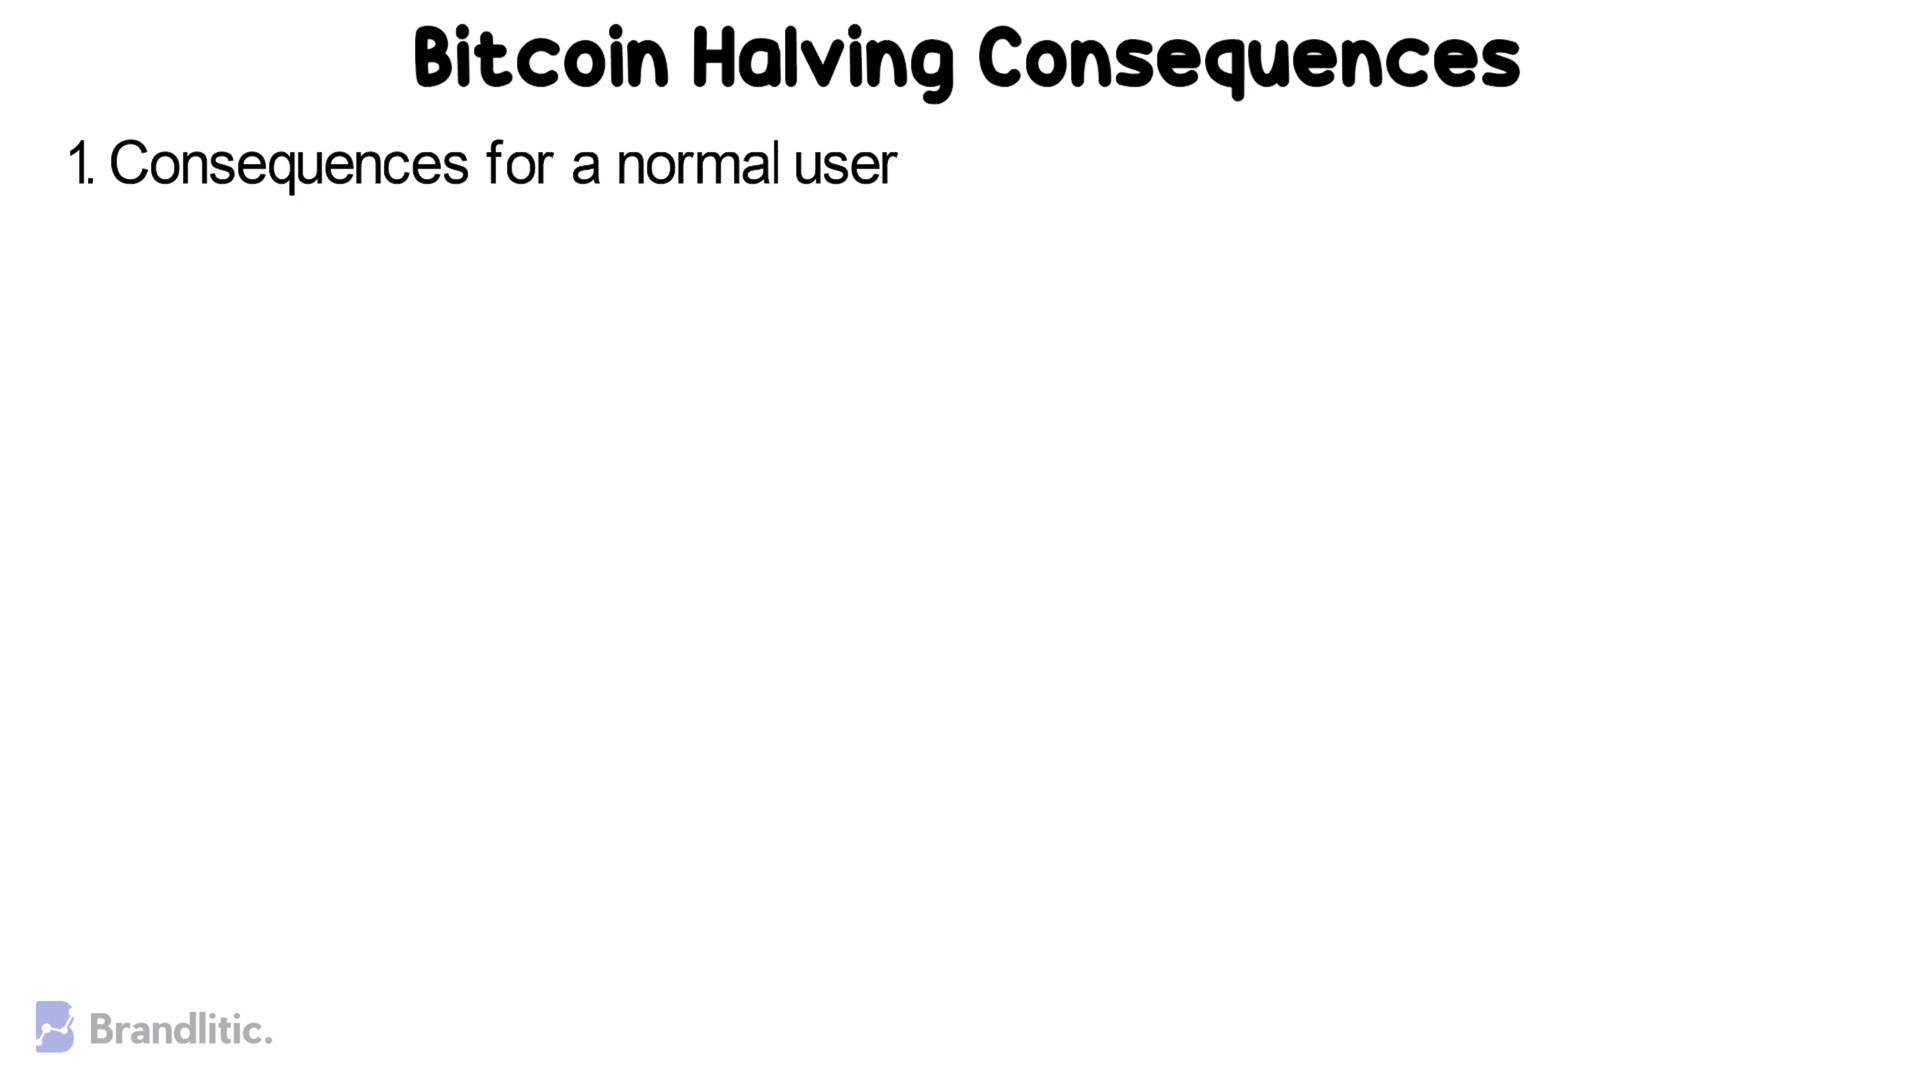 Bitcoin Halving Consequences
1. Consequences for a normal user
Brandlitic.